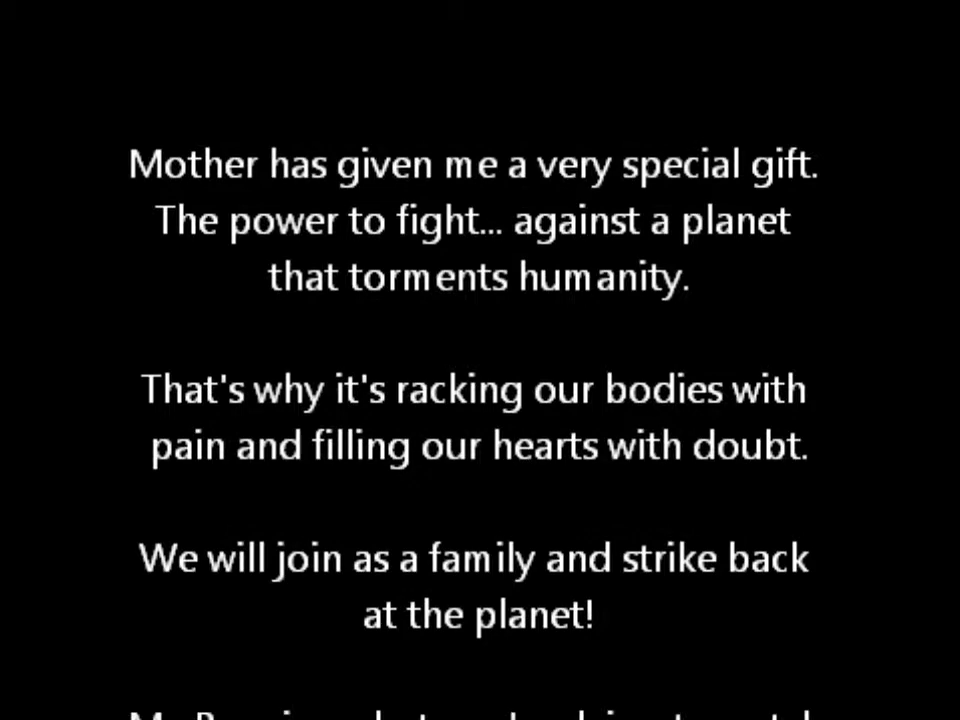 Mother has given me a very special gift.
The power to fight... against a planet
that torments humanity.
That's why it's racking our bodies with
pain and filling our hearts with doubt.
We will join as a family and strike back
at the planet!